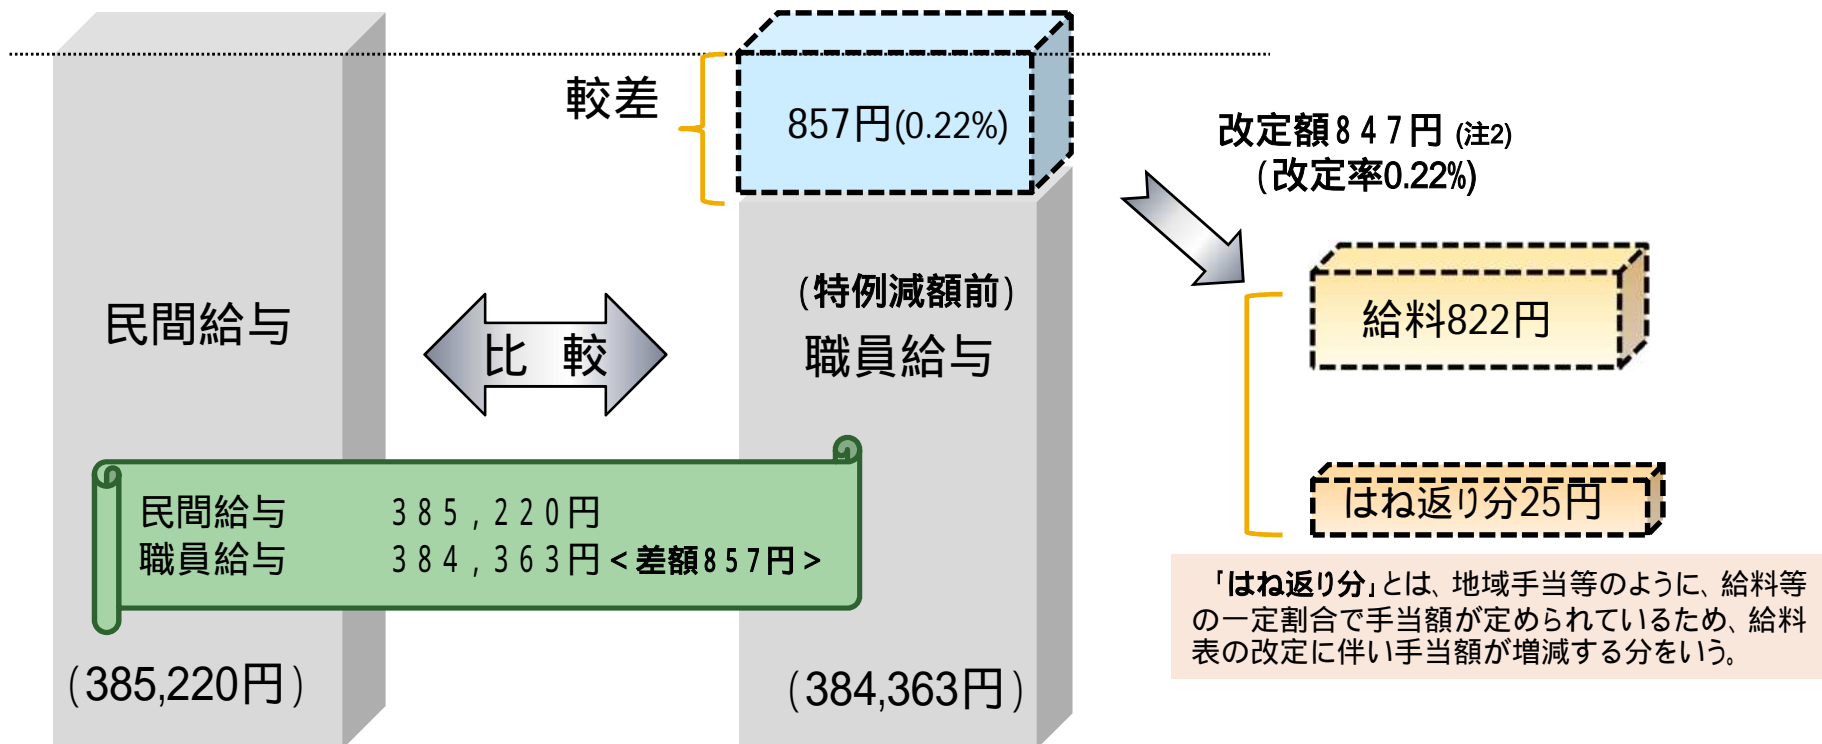 較差
857円(0.22%)
改定額847円 (注2)
(改定率0.22%)
民間給与
比 較
(特例減額前)
職員給与
給料822円
はね返り分25円
民間給与 385,220円
職員給与 384,363円<差額857円>
「はね返り分」とは、地域手当等のように、給料等
の一定割合で手当額が定められているため、給料
表の改定に伴い手当額が増減する分をいう。
(385,220円)
(384,363円)